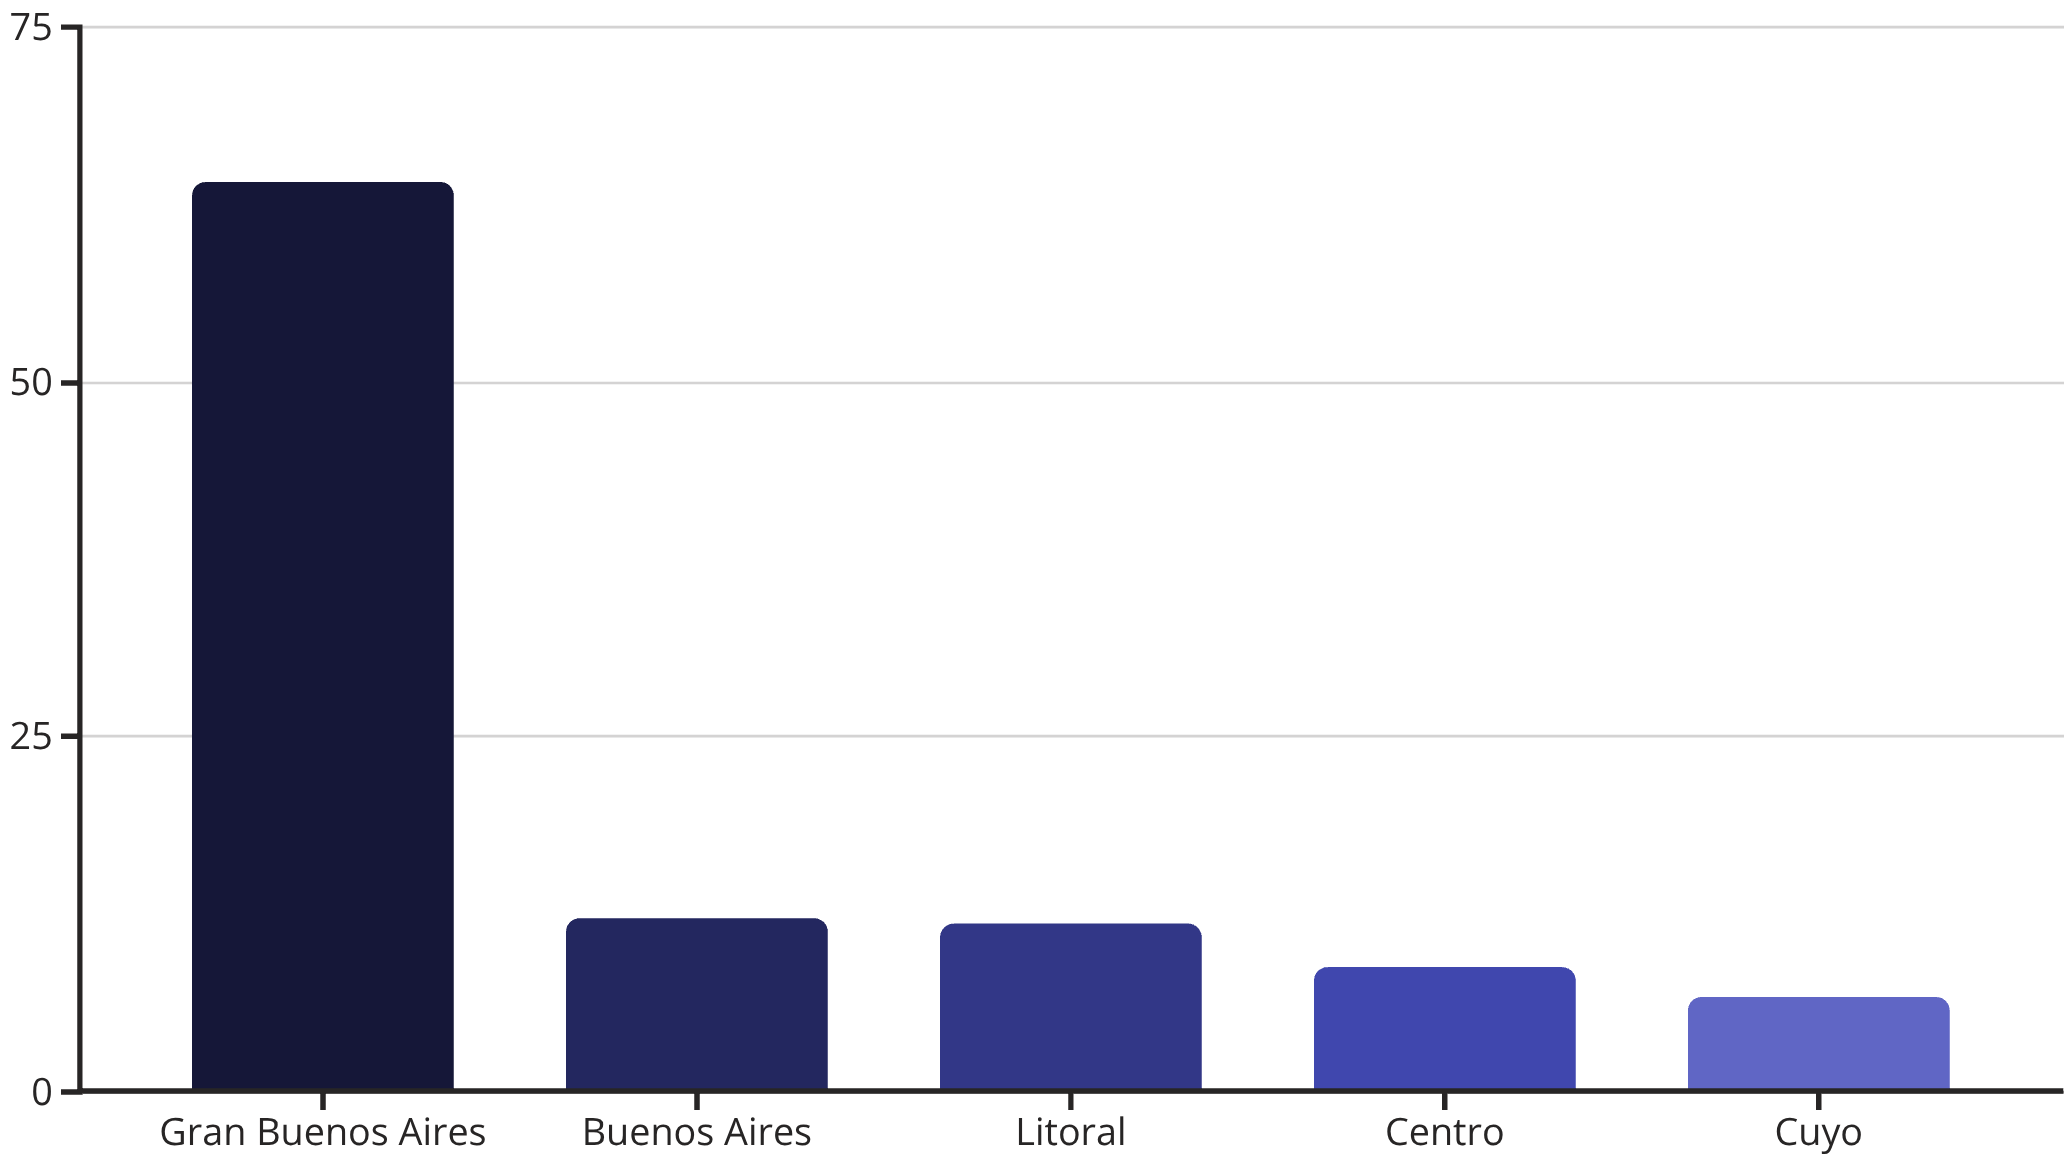 75
50
25
0
Gran Buenos Aires
Buenos Aires
Litoral
Centro
Cuyo